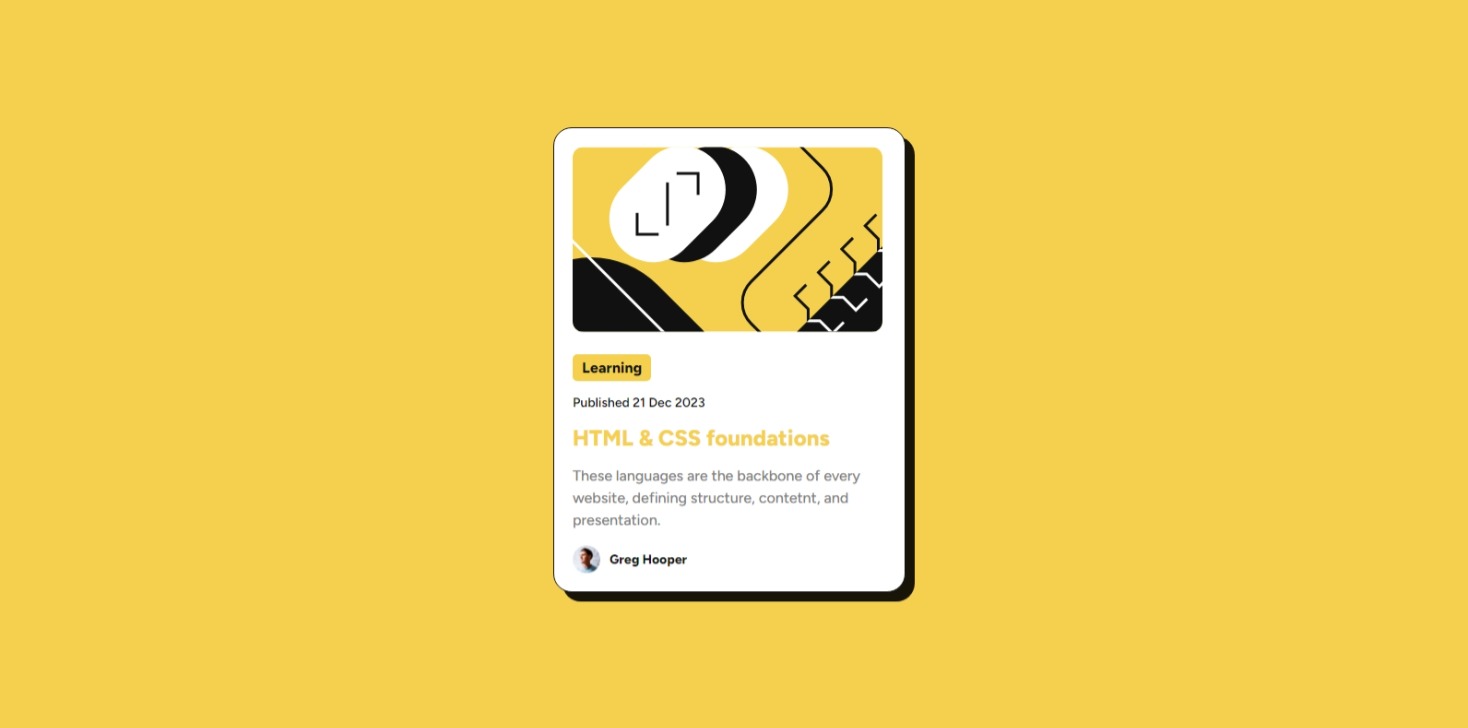 Learning
Published 21 Dec 2023
HTML & CSS foundations
These languages are the backbone of every
website, defining structure, contetnt, and
presentation.
Greg Hooper